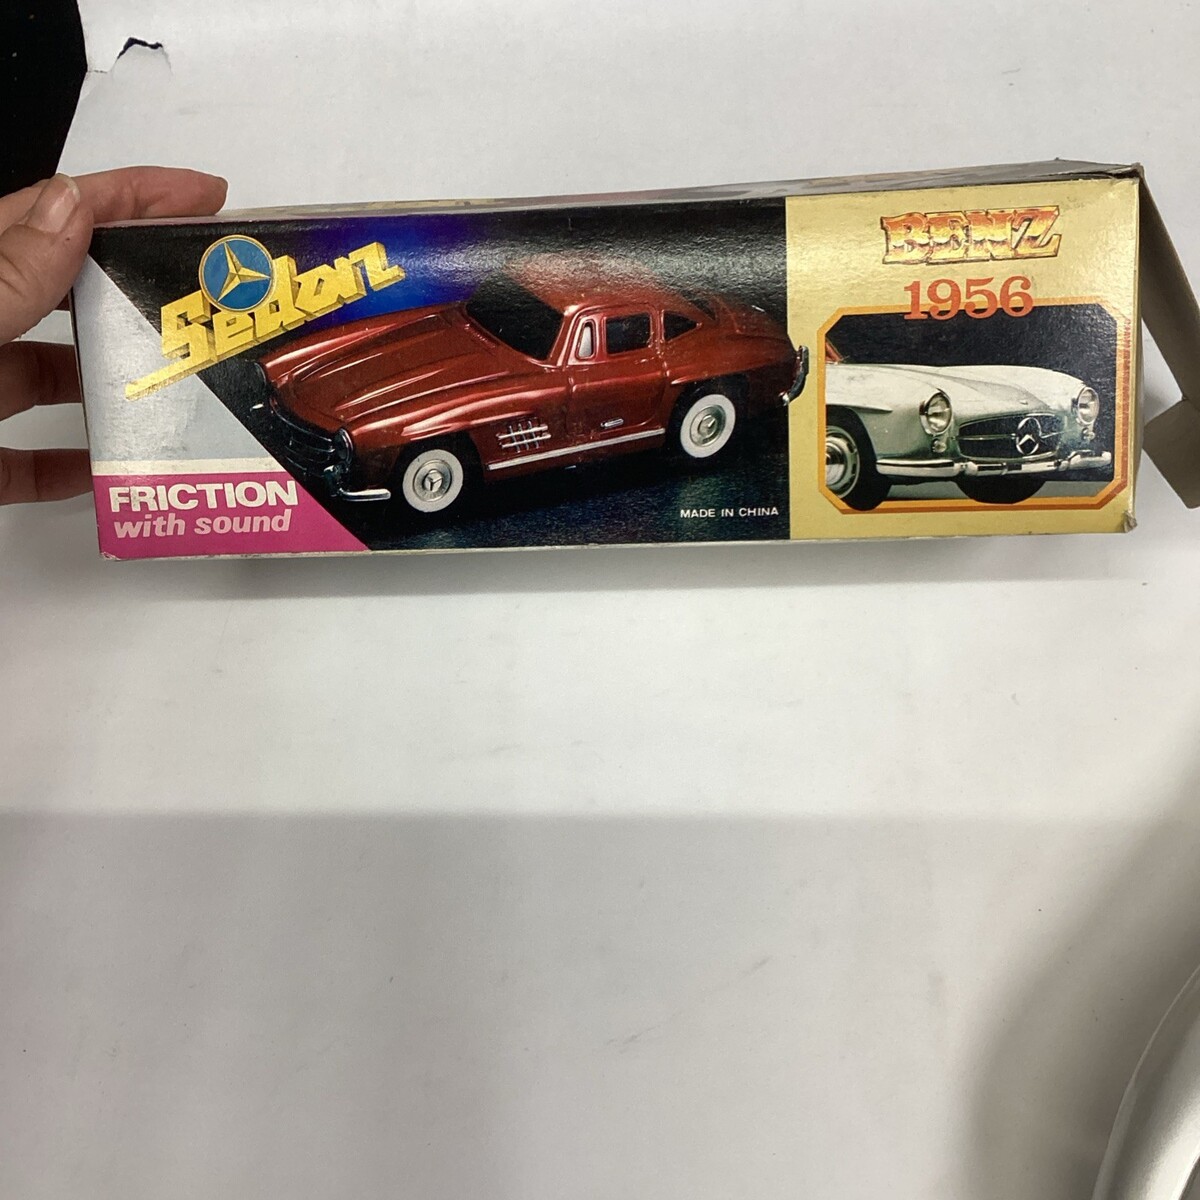 Sedan
FRICTION
with sound
MADE IN CHINA
BENZ
1956